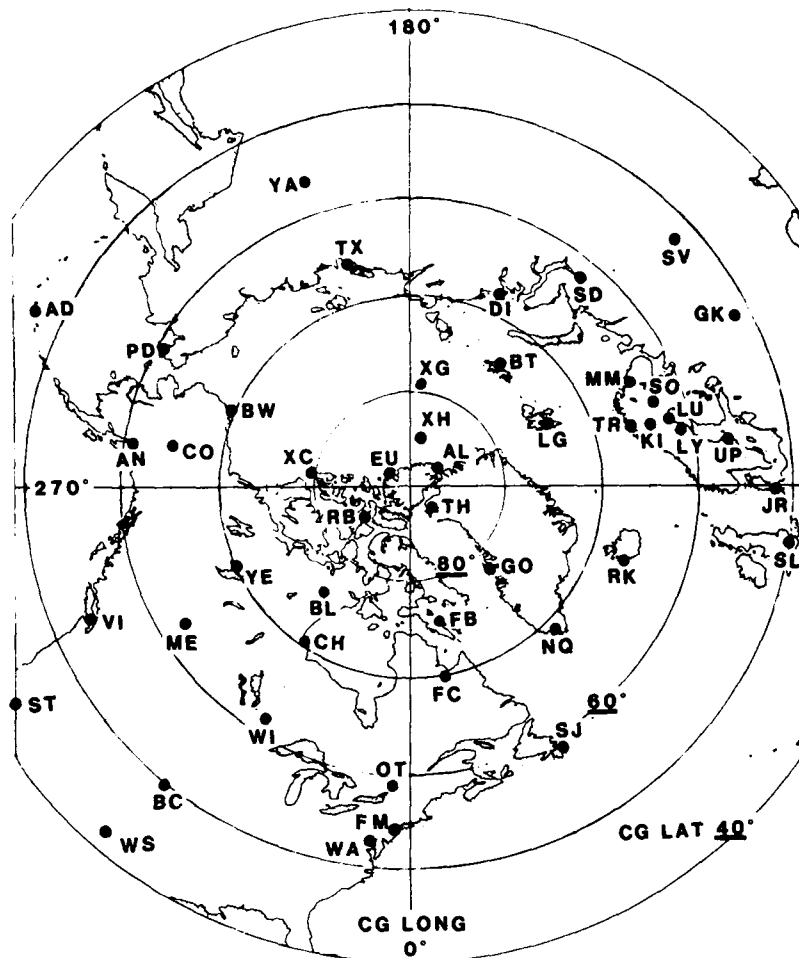 180°
YA
TX
SV
SD
AD
DI
GK
PD
XG
BT
MM
SO
BW
XH
LU
LG
TR
KI
LY
UP
AN
CO
XC
EU
AL
270°
TH
JR
RB
SL
80°
GO
RK
YE
BL
FB
VI
ME
CH
NQ
FC
ST
60°
WI
SJ
OT
BC
FM
CG LAT 40°
WS
WA
CG LONG
0°